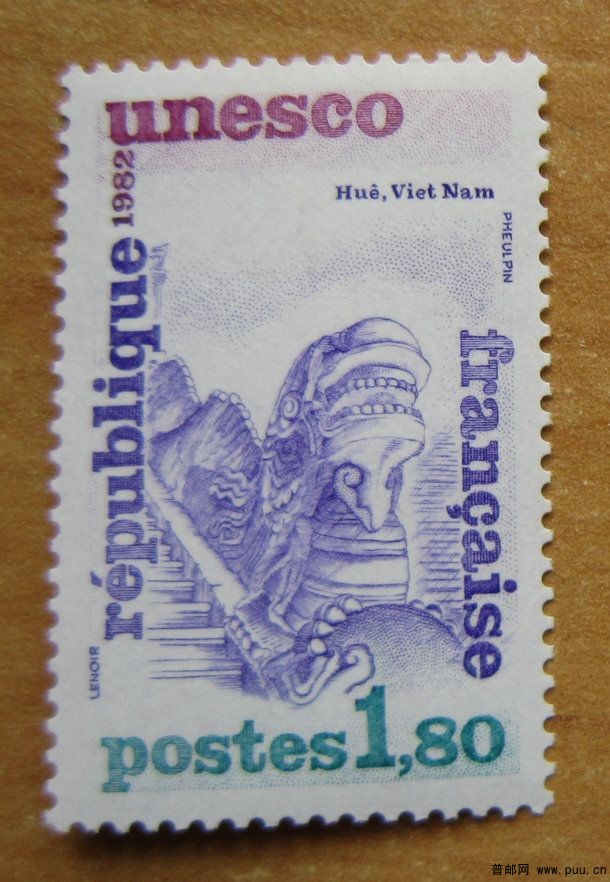 unesco
1982
Huê, Viet Nam
PHEULPIN
république
française
LENOIR
postes 1,80
普邮网 www.puu.cn